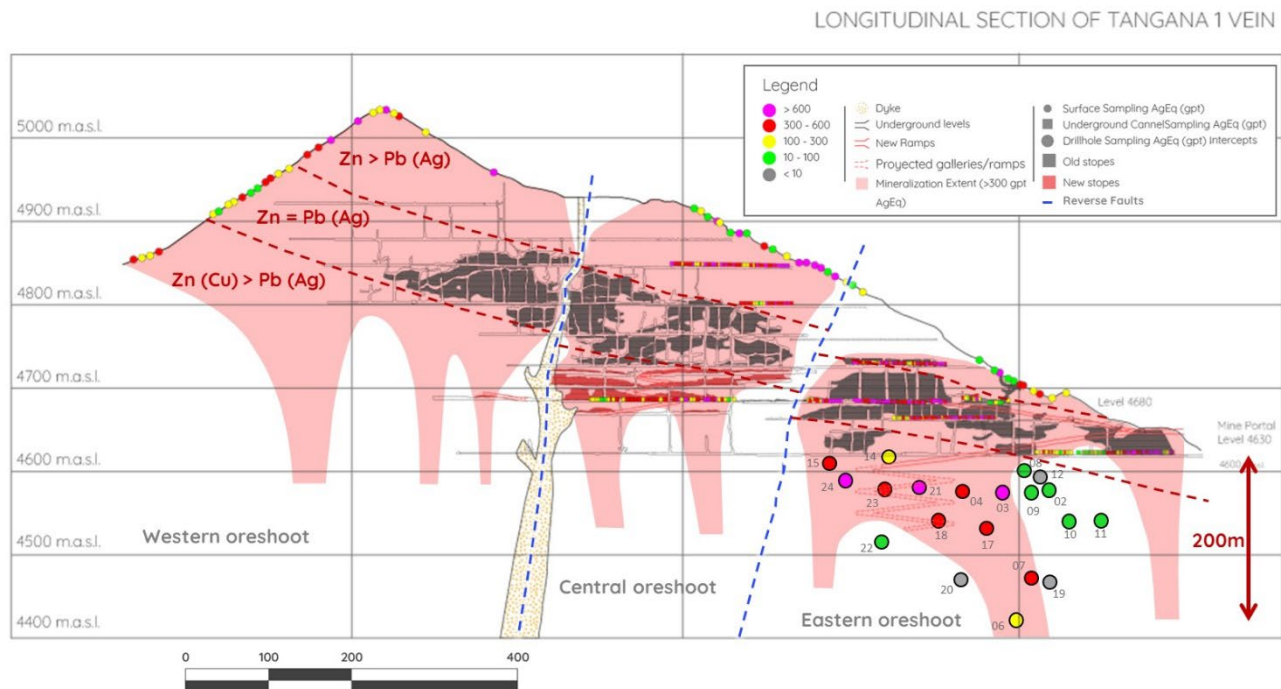 LONGITUDINAL SECTION OF TANGANA 1 VEIN
Legend
> 600
300 - 600
100 - 300
10 - 100
< 10
Dyke
Underground levels
New Ramps
Proyected galleries/ramps
Mineralization Extent (>300 gpt
AgEq)
Surface Sampling AgEq (gpt)
Underground CannelSampling AgEq (gpt)
Drillhole Sampling AgEq (gpt) Intercepts
Old stopes
New stopes
Reverse Faults
5000 m.a.s.l.
4900 m.a.s.l.
4800 m.a.s.l.
4700 m.a.s.l.
4600 m.a.s.l.
4500 m.a.s.l.
4400 m.a.s.l.
Zn > Pb (Ag)
Zn = Pb (Ag)
Zn (Cu) > Pb (Ag)
Level 4680
Mine Portal
Level 4630
15
14
08
12
24
23
21
04
03
09
02
18
17
10
11
22
20
07
19
06
200m
Western oreshoot
Central oreshoot
Eastern oreshoot
0
100
200
400